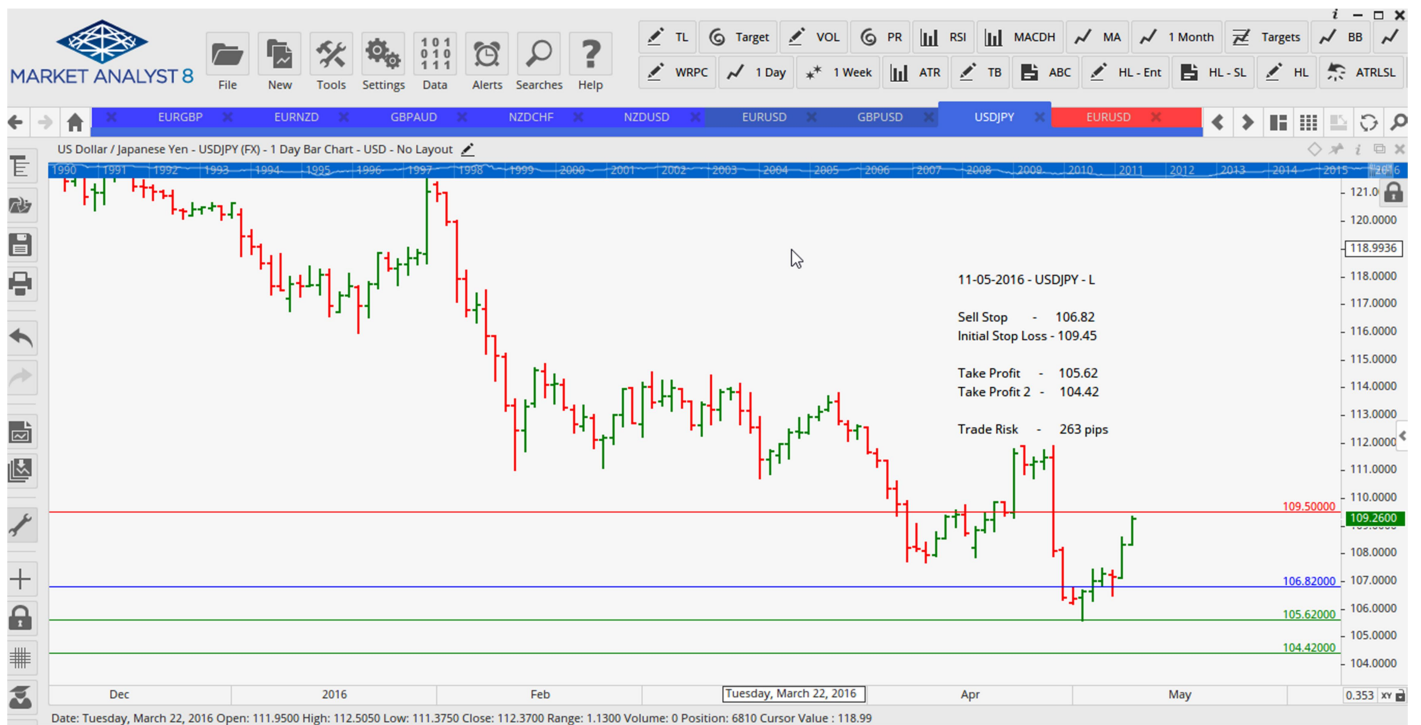 MARKET ANALYST 8
File
New
Tools
Settings
101
010
111
Data
Alerts
Searches
?
Help
TL
Target
VOL
PR
RSI
MACDH
MA
1 Month
Targets
BB
WRPC
1 Day
1 Week
ATR
TB
ABC
HL - Ent
HL - SL
HL
ATRLSL
EURGBP
EURNZD
GBPAUD
NZDCHF
NZDUSD
EURUSD
GBPUSD
USDJPY
EURUSD
US Dollar / Japanese Yen - USDJPY (FX) - 1 Day Bar Chart - USD - No Layout
1990 1991 1992 1993 1994 1995 1996 1997 1998 1999 2000 2001 2002 2003 2004 2005 2006 2007 2008 2009 2010 2011 2012 2013 2014 2015
120.0000
118.9936
118.0000
117.0000
116.0000
115.0000
114.0000
113.0000
112.0000
111.0000
110.0000
109.2600
108.0000
107.0000
106.0000
105.0000
104.0000
11-05-2016 - USDJPY - L
Sell Stop - 106.82
Initial Stop Loss - 109.45
Take Profit - 105.62
Take Profit 2 - 104.42
Trade Risk - 263 pips
109.50000
106.82000
105.62000
104.42000
Dec 2016 Feb Tuesday, March 22, 2016 Apr May
0.353 XY
Date: Tuesday, March 22, 2016 Open: 111.9500 High: 112.5050 Low: 111.3750 Close: 112.3700 Range: 1.1300 Volume: 0 Position: 6810 Cursor Value : 118.99